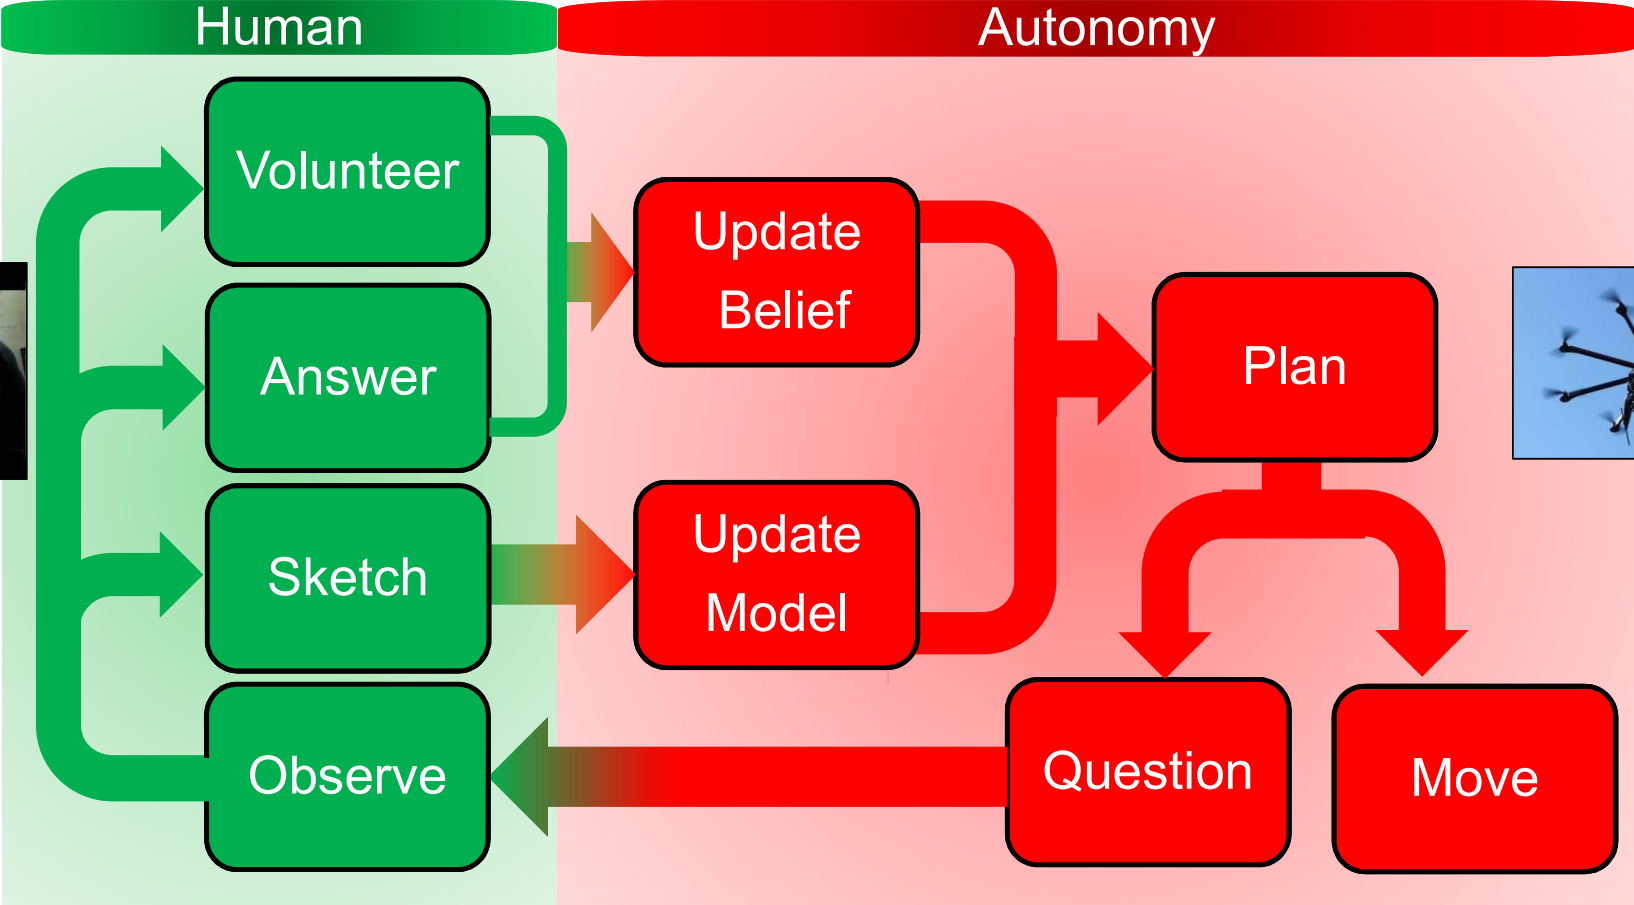 Human
Autonomy
Volunteer
Answer
Sketch
Observe
Update
Belief
Update
Model
Plan
Question
Move